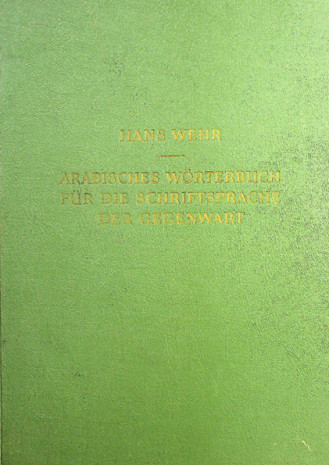 HANS WEHR
ARABISCHES WÖRTERBUCH
FÜR DIE SCHRIFTSPRACHE
DER GEGENWART